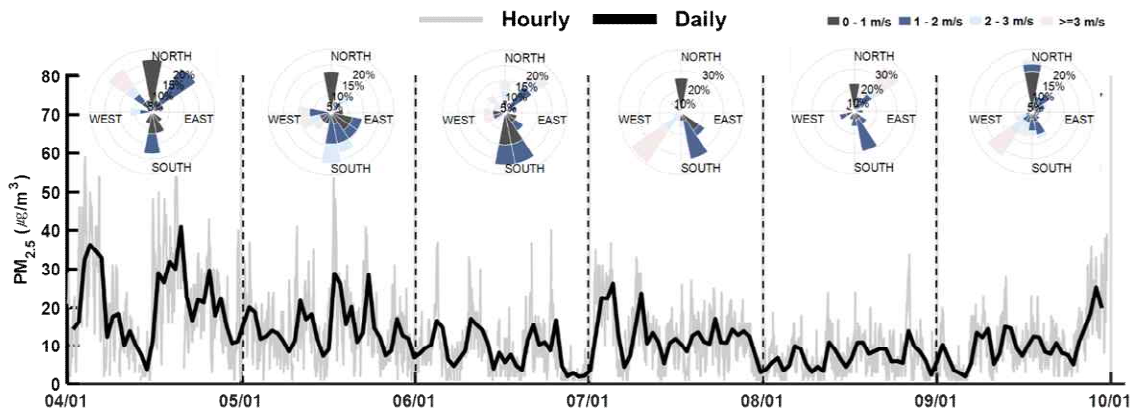 Hourly Daily
0 - 1 m/s 1 - 2 m/s 2 - 3 m/s >=3 m/s
NORTH NORTH NORTH NORTH NORTH NORTH
20% 15% 10% 5% 20% 15% 10% 5% 20% 15% 10% 5% 30% 20% 10% 30% 20% 10% 20% 15% 10% 5%
WEST EAST WEST EAST WEST EAST WEST EAST WEST EAST WEST EAST
SOUTH SOUTH SOUTH SOUTH SOUTH SOUTH
PM2.5 (㎍/m3)
80
70
60
50
40
30
20
10
0
04/01 05/01 06/01 07/01 08/01 09/01 10/01